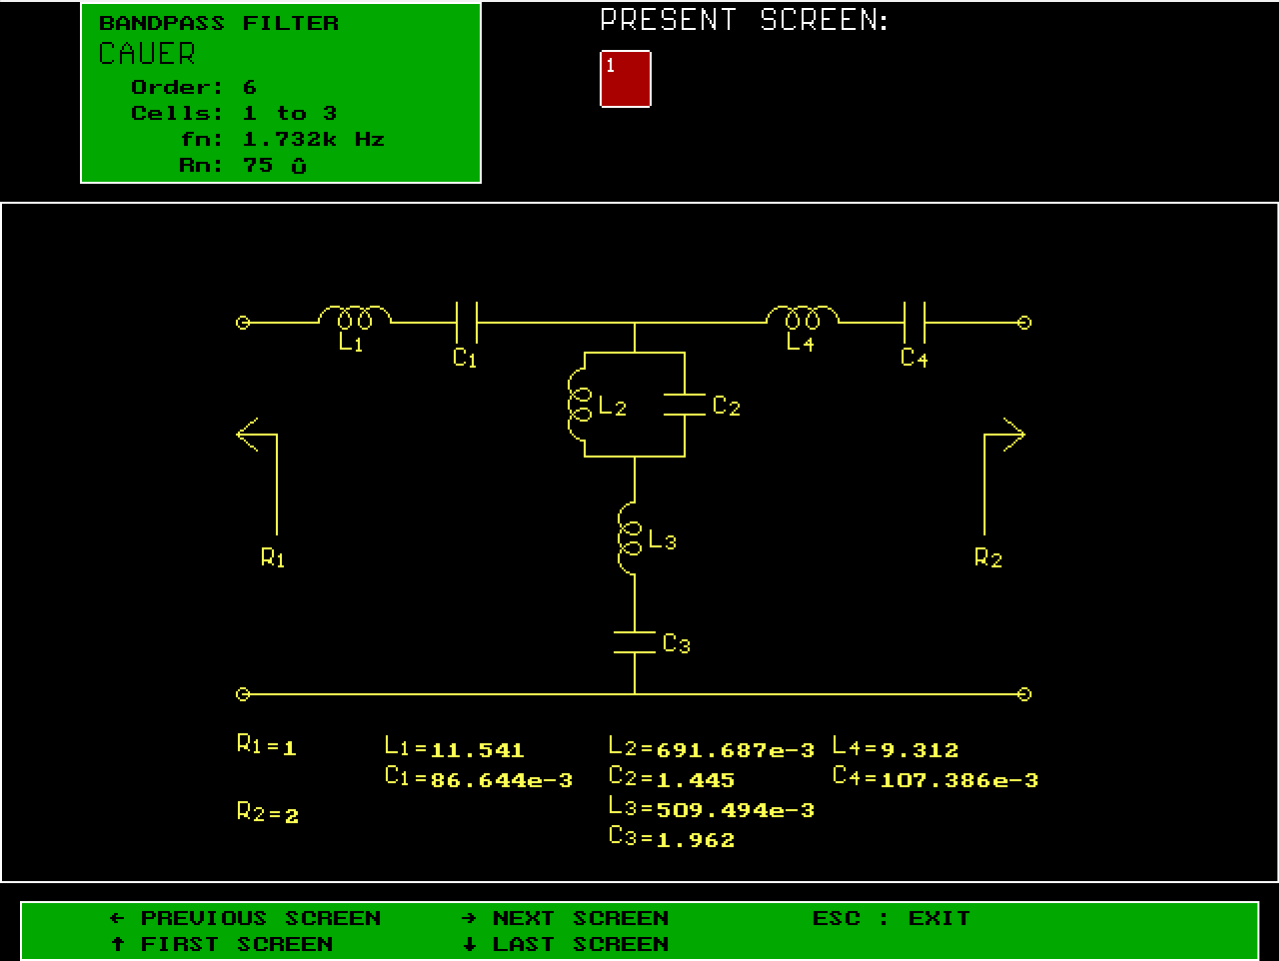 BANDPASS FILTER
CAUER
Order: 6
Cells: 1 to 3
fn: 1.732k Hz
Rn: 75 Û
PRESENT SCREEN:
1
L1
C1
L4
C4
L2
C2
L3
R1
R2
C3
R1=1
L1=11.541
L2=691.687e-3
L4=9.312
C1=86.644e-3
C2=1.445
C4=107.386e-3
R2=2
L3=509.494e-3
C3=1.962
← PREVIOUS SCREEN → NEXT SCREEN ESC : EXIT
↑ FIRST SCREEN ↓ LAST SCREEN